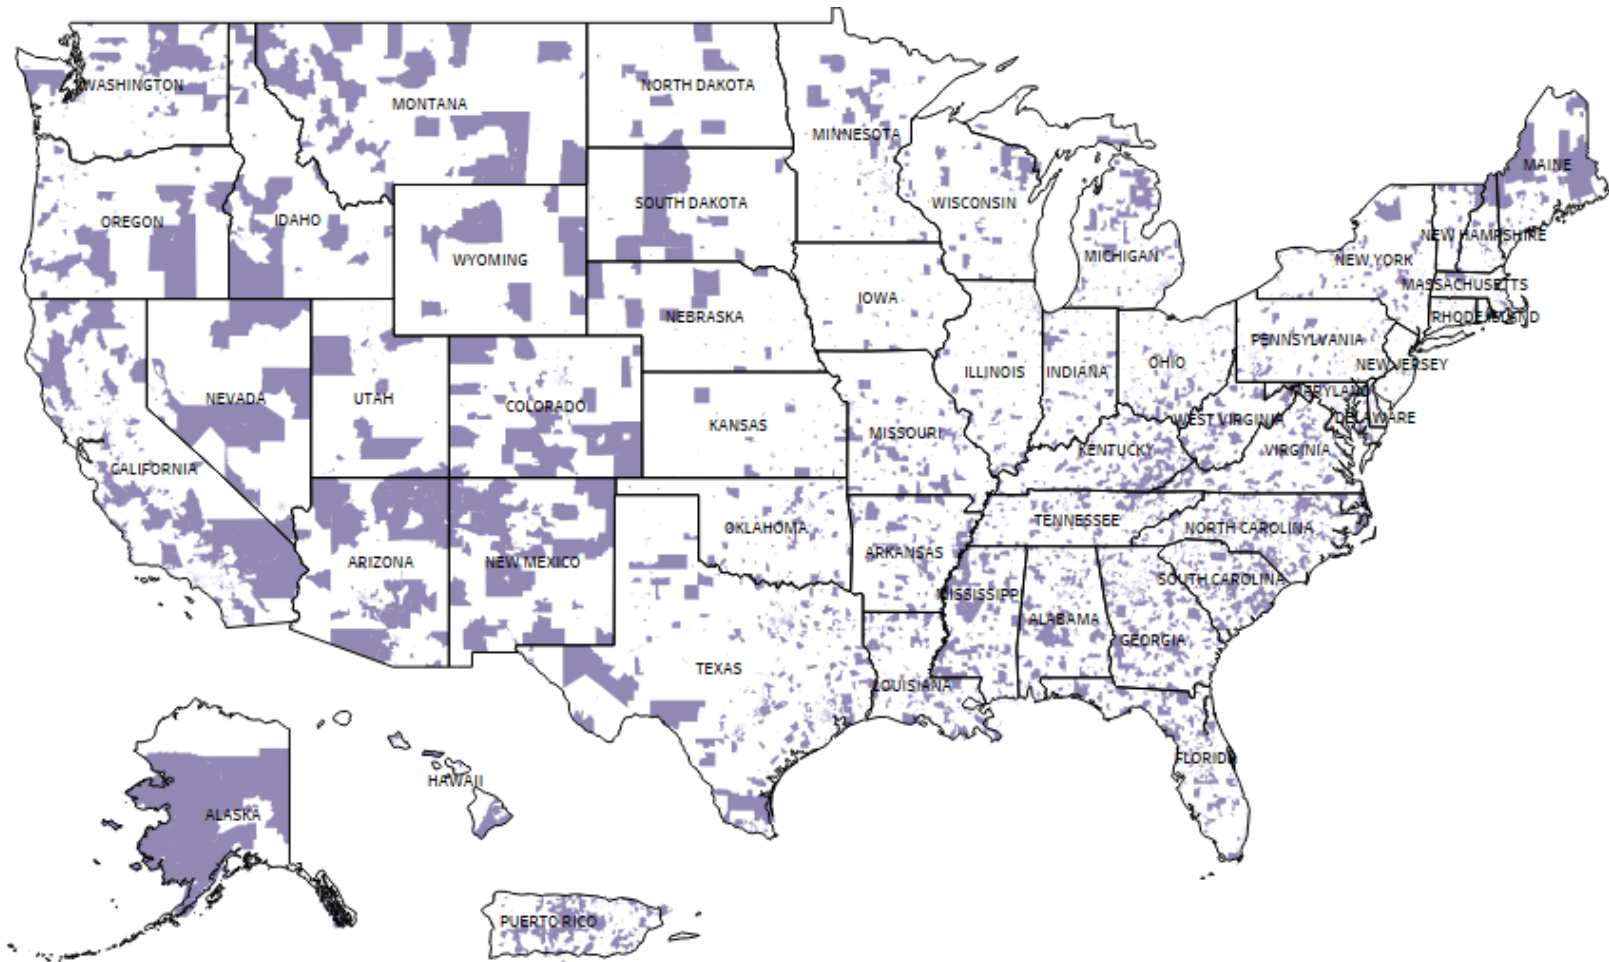 WASHINGTON
MONTANA
NORTH DAKOTA
MINNESOTA
MAINE
OREGON
IDAHO
SOUTH DAKOTA
WISCONSIN
NEW HAMPSHIRE
WYOMING
MICHIGAN
NEW YORK
MASSACHUSETTS
IOWA
NEBRASKA
RHODE ISLAND
PENNSYLVANIA
NEW JERSEY
OHIO
ILLINOIS
INDIANA
MARYLAND
NEVADA
UTAH
COLORADO
KANSAS
MISSOURI
WEST VIRGINIA
DELAWARE
KENTUCKY
VIRGINIA
CALIFORNIA
OKLAHOMA
TENNESSEE
NORTH CAROLINA
ARIZONA
NEW MEXICO
ARKANSAS
SOUTH CAROLINA
MISSISSIPPI
ALABAMA
GEORGIA
TEXAS
LOUISIANA
FLORIDA
HAWAII
ALASKA
PUERTO RICO